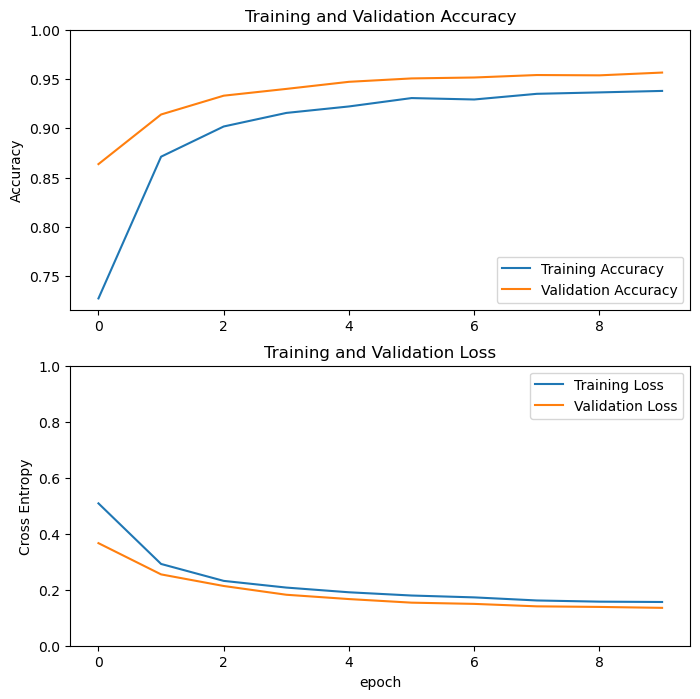 Training and Validation Accuracy
1.00
0.95
0.90
0.85
0.80
0.75
Accuracy
Training Accuracy
Validation Accuracy
0 2 4 6 8
Training and Validation Loss
1.0
0.8
0.6
0.4
0.2
0.0
Cross Entropy
Training Loss
Validation Loss
0 2 4 6 8
epoch